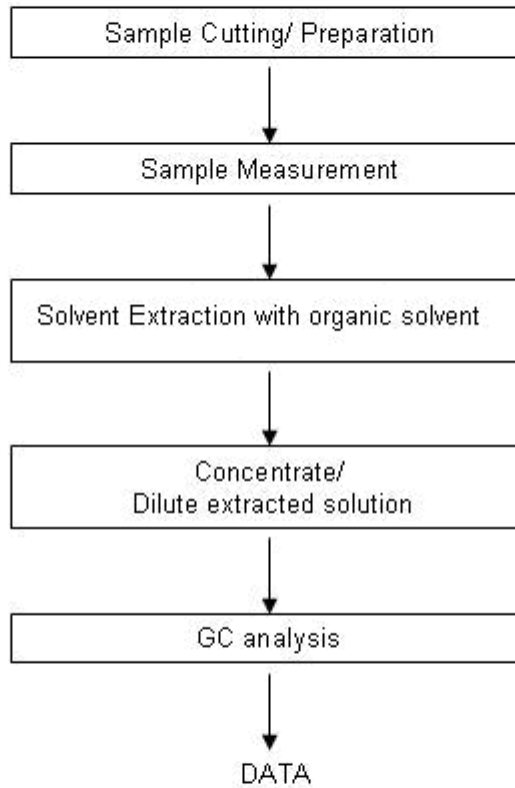 Sample Cutting/ Preparation
Sample Measurement
Solvent Extraction with organic solvent
Concentrate/
Dilute extracted solution
GC analysis
DATA